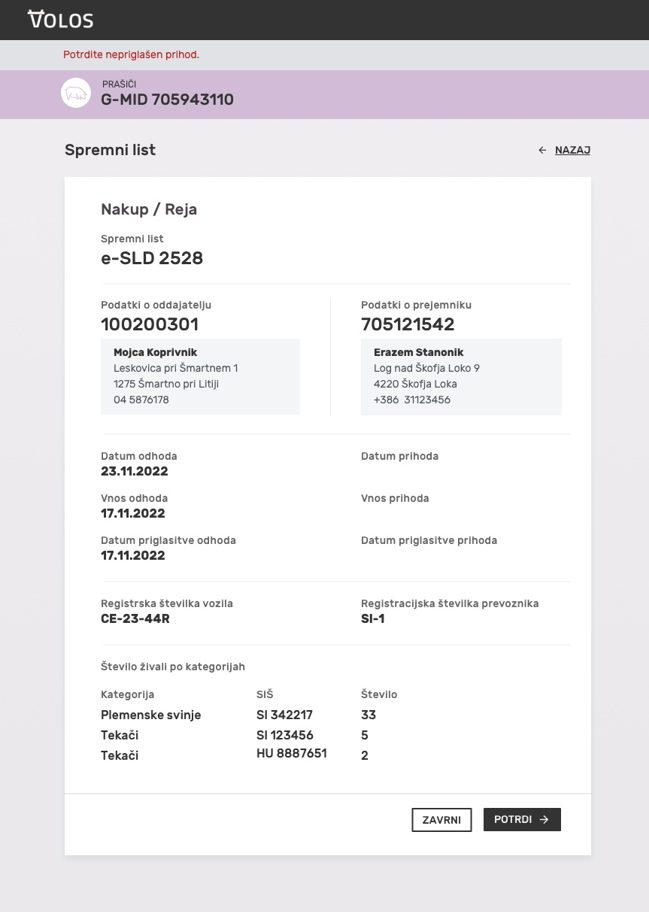 VOLOS
Potrdite nepriglašen prihod.
PRAŠIČI
G-MID 705943110
Spremni list
← NAZAJ
Nakup / Reja
Spremni list
e-SLD 2528
Podatki o oddajatelju
100200301
Mojca Koprivnik
Leskovica pri Šmartnem 1
1275 Šmartno pri Litiji
04 5876178
Podatki o prejemniku
705121542
Erazem Stanonik
Log nad Škofja Loko 9
4220 Škofja Loka
+386 31123456
Datum odhoda
23.11.2022
Datum prihoda
Vnos odhoda
17.11.2022
Vnos prihoda
Datum priglasitve odhoda
17.11.2022
Datum priglasitve prihoda
Registrska številka vozila
CE-23-44R
Registracijska številka prevoznika
SI-1
Število živali po kategorijah
Kategorija SIŠ Število
Plemenske svinje SI 342217 33
Tekači SI 123456 5
Tekači HU 8887651 2
ZAVRNI
POTRDI →